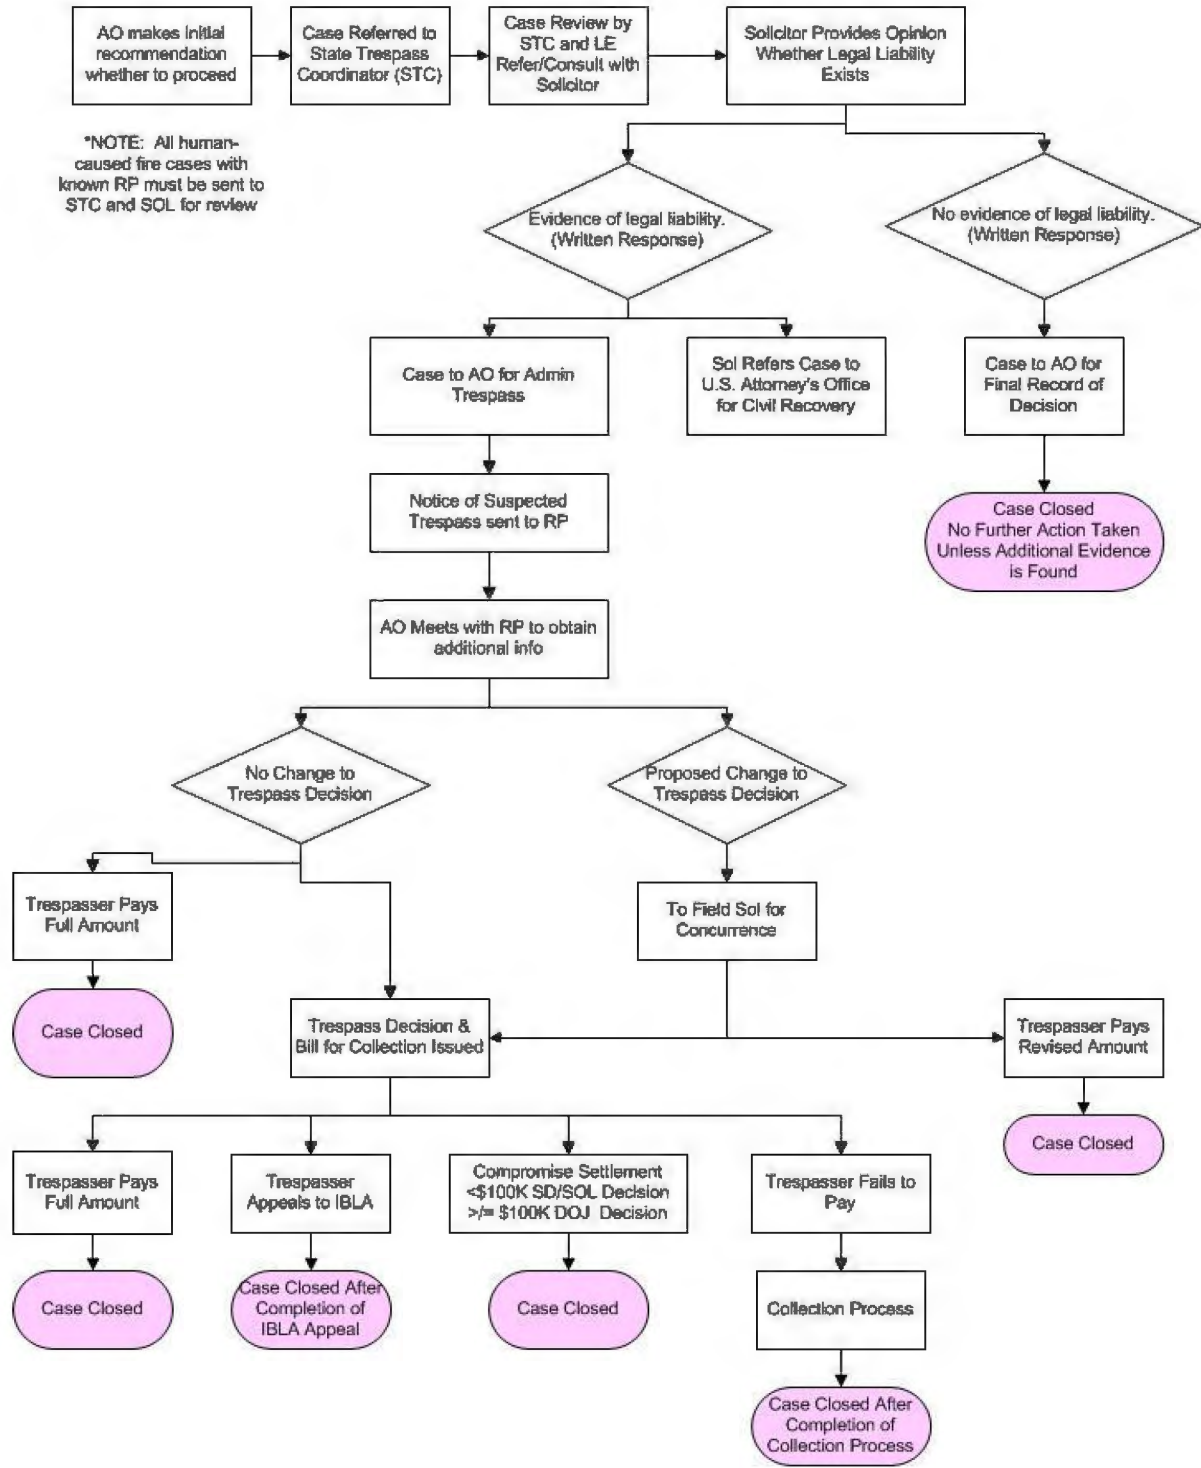 AO makes initial
recommendation
whether to proceed
Case Referred to
State Trespass
Coordinator (STC)
Case Review by
STC and LE
Refer/Consult with
Solicitor
Solicitor Provides Opinion
Whether Legal Liability
Exists
*NOTE: All human-
caused fire cases with
known RP must be sent to
STC and SOL for review
Evidence of legal liability.
(Written Response)
No evidence of legal liability.
(Written Response)
Case to AO for Admin
Trespass
Sol Refers Case to
U.S. Attorney's Office
for Civil Recovery
Case to AO for
Final Record of
Decision
Notice of Suspected
Trespass sent to RP
Case Closed
No Further Action Taken
Unless Additional Evidence
is Found
AO Meets with RP to obtain
additional info
No Change to
Trespass Decision
Proposed Change to
Trespass Decision
Trespasser Pays
Full Amount
To Field Sol for
Concurrence
Case Closed
Trespass Decision &
Bill for Collection Issued
Trespasser Pays
Revised Amount
Case Closed
Trespasser Pays
Full Amount
Trespasser
Appeals to IBLA
Compromise Settlement
<$100K SD/SOL Decision
>/= $100K DOJ Decision
Trespasser Fails to
Pay
Case Closed
Case Closed After
Completion of
IBLA Appeal
Case Closed
Collection Process
Case Closed After
Completion of
Collection Process